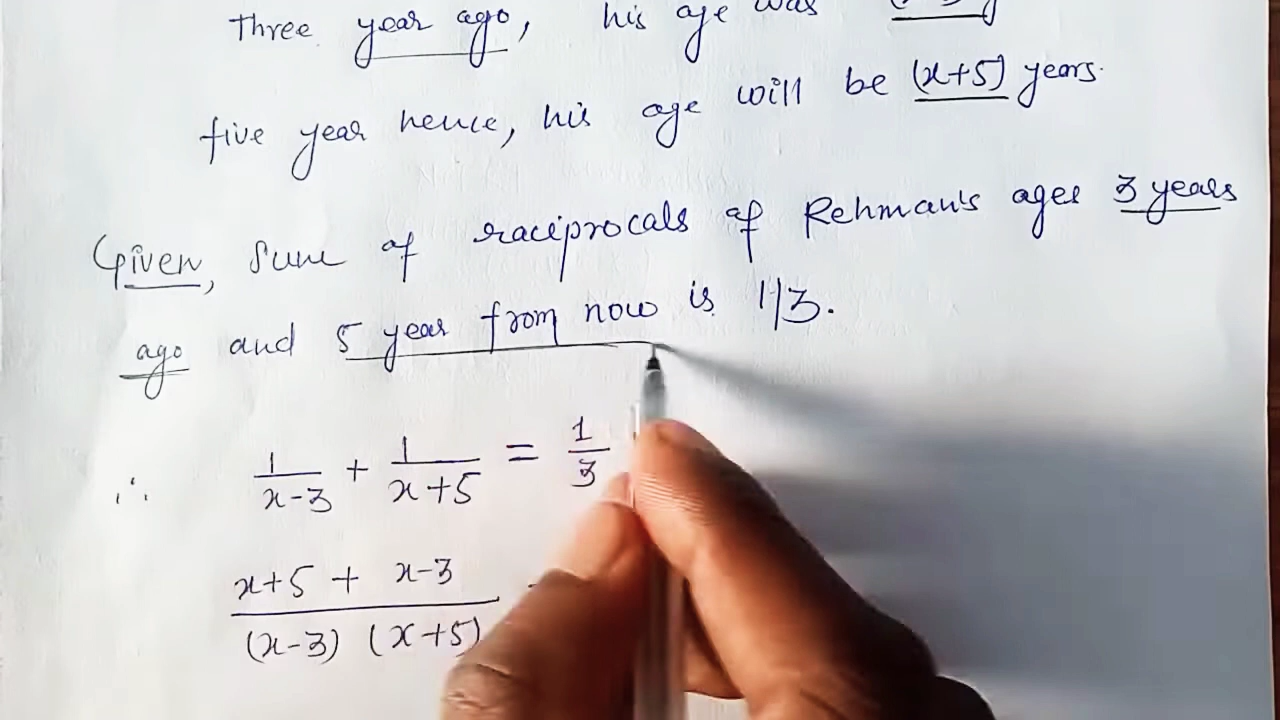 Three year ago, his age was
five year hence, his age will be (x+5) years.
Given, Sum of raciprocals of Rehman's ages 3 years
ago and 5 year from now is 1/3.
∴ 1/(x-3) + 1/(x+5) = 1/3
x+5 + x-3
(x-3) (x+5)